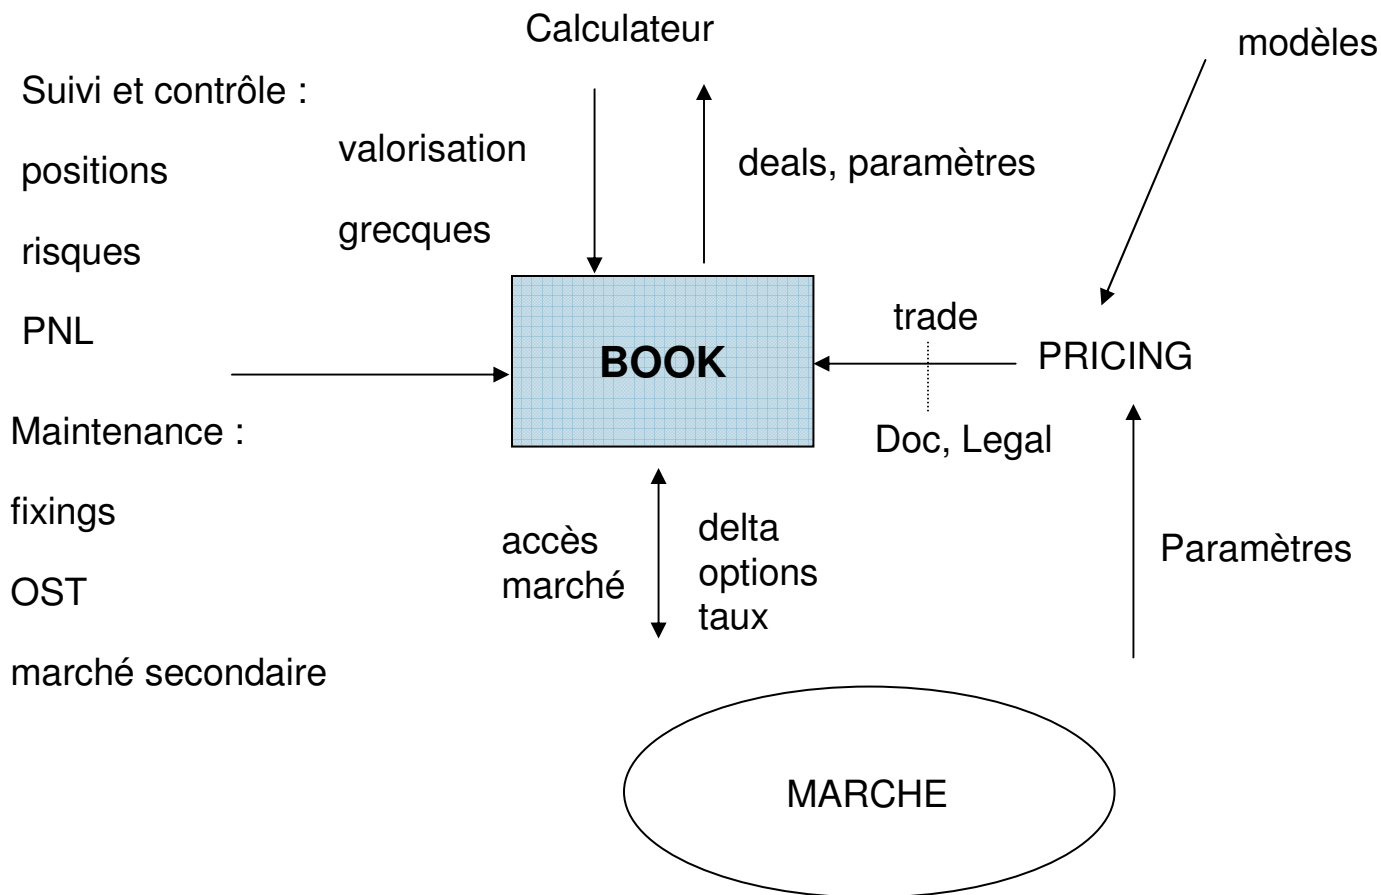 Calculateur
modèles
Suivi et contrôle :
positions
risques
PNL
valorisation
grecques
deals, paramètres
BOOK
trade
PRICING
Doc, Legal
Maintenance :
fixings
OST
marché secondaire
accès
marché
delta
options
taux
Paramètres
MARCHE